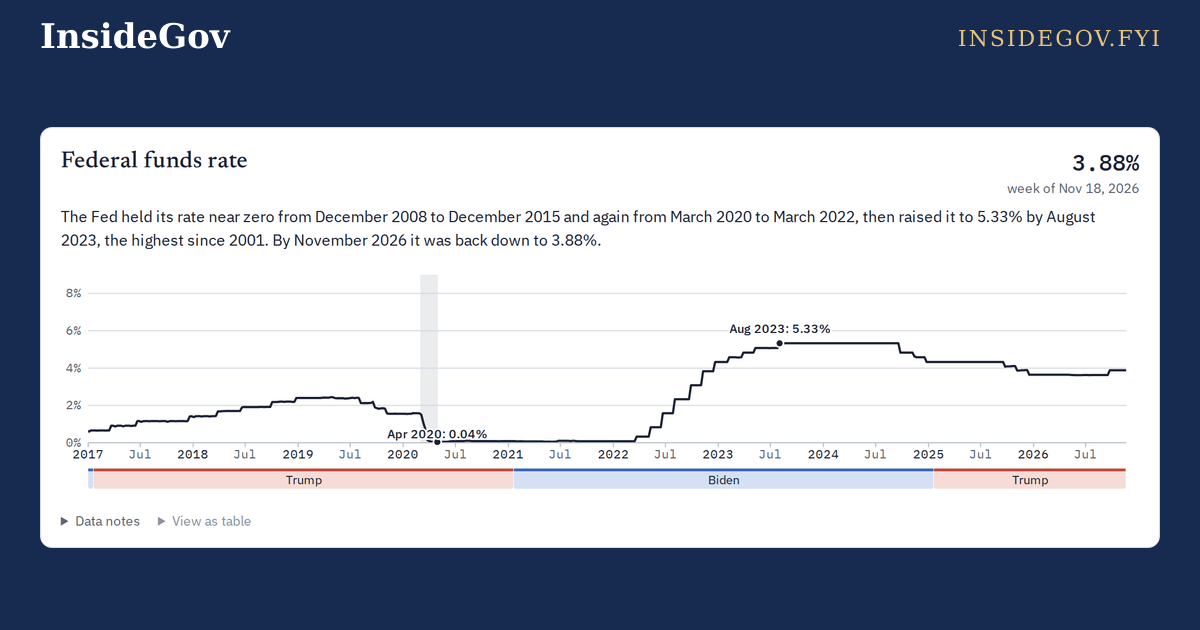 InsideGov
INSIDEGOV.FYI
Federal funds rate
3.88%
week of Nov 18, 2026
The Fed held its rate near zero from December 2008 to December 2015 and again from March 2020 to March 2022, then raised it to 5.33% by August
2023, the highest since 2001. By November 2026 it was back down to 3.88%.
8%
6%
4%
2%
0%
Aug 2023: 5.33%
Apr 2020: 0.04%
2017 Jul 2018 Jul 2019 Jul 2020 Jul 2021 Jul 2022 Jul 2023 Jul 2024 Jul 2025 Jul 2026 Jul
Trump Biden Trump
▶ Data notes ▶ View as table